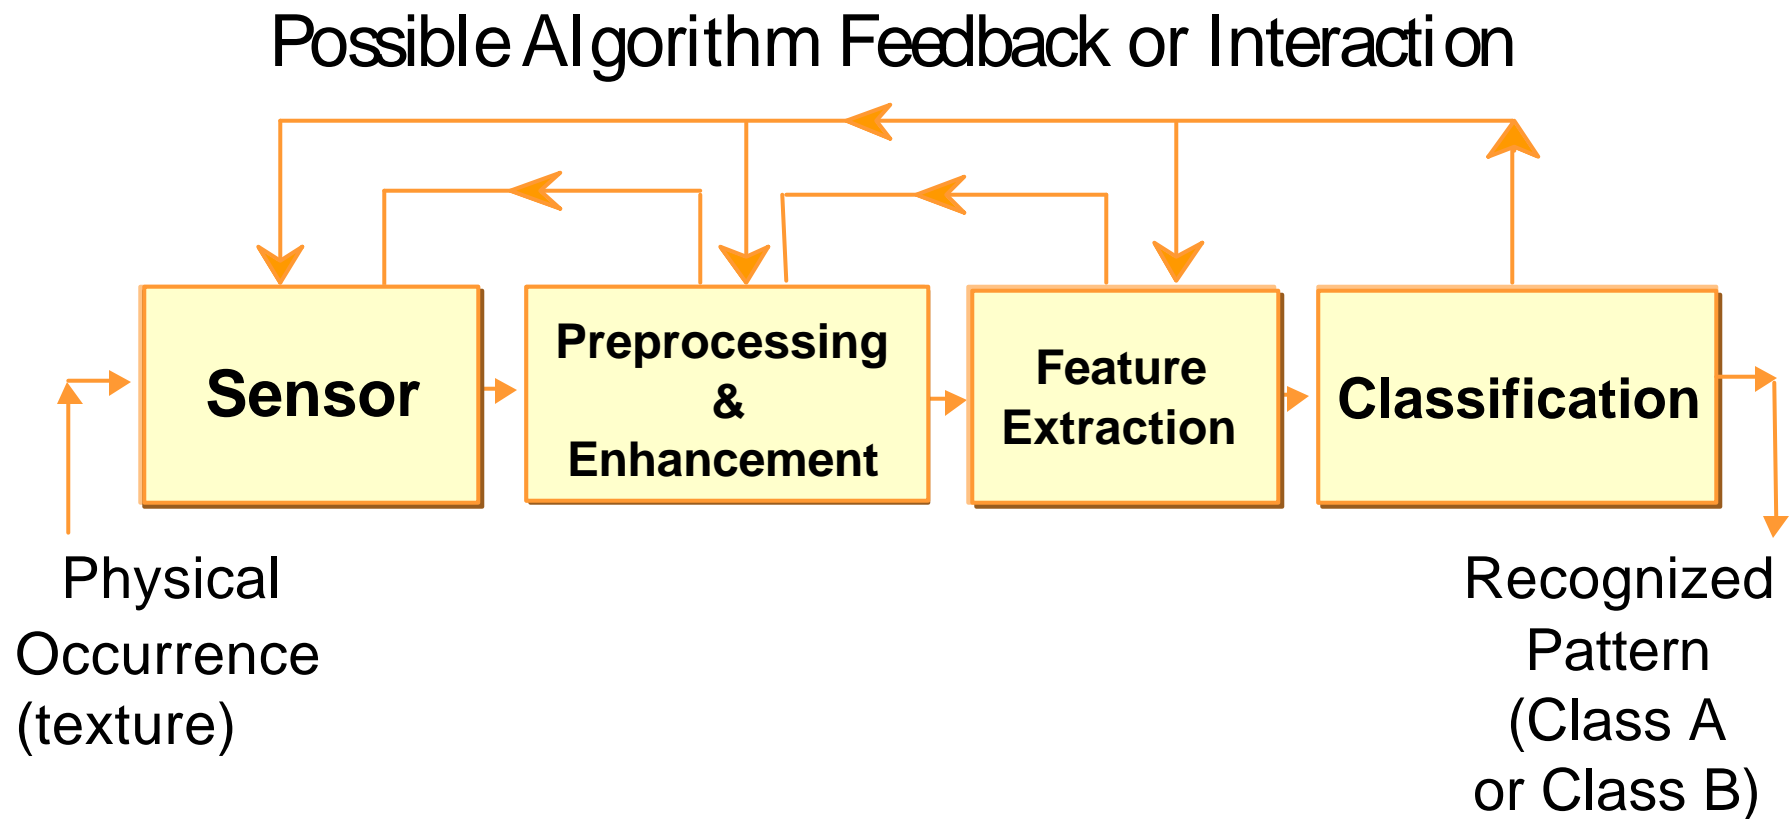 Possible Algorithm Feedback or Interaction
Sensor
Preprocessing
&
Enhancement
Feature
Extraction
Classification
Physical
Occurrence
(texture)
Recognized
Pattern
(Class A
or Class B)